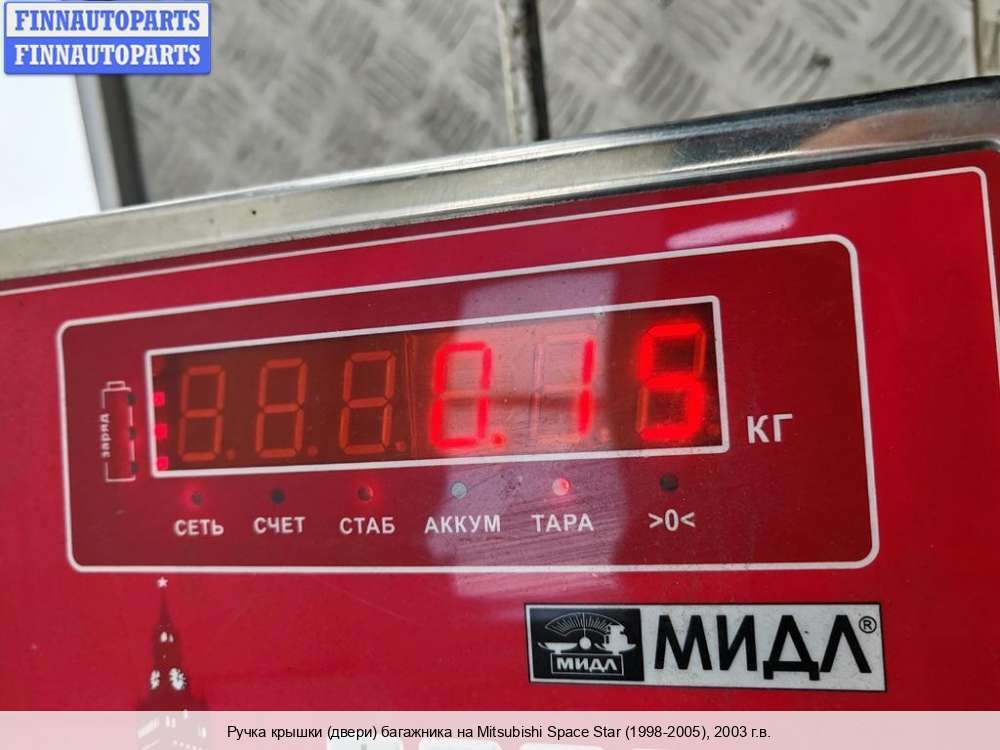 FINNAUTOPARTS
FINNAUTOPARTS
0.15
КГ
заряд
СЕТЬ СЧЕТ СТАБ АККУМ ТАРА >0<
МИДЛ
МИДЛ®
Ручка крышки (двери) багажника на Mitsubishi Space Star (1998-2005), 2003 г.в.